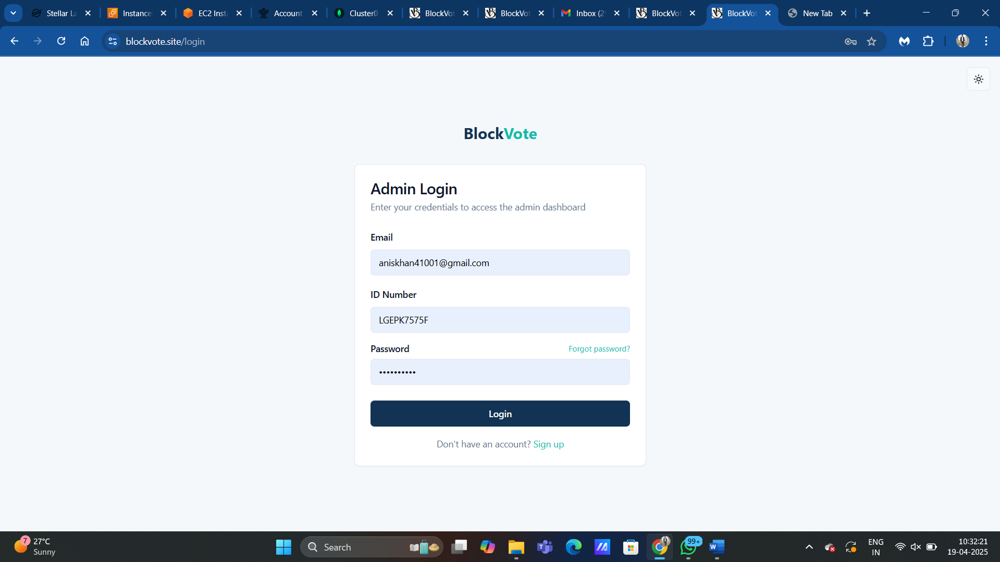 Stellar La
Instance
EC2 Inst
Account
Cluster0
BlockVot
BlockVot
Inbox (2
BlockVot
BlockVot
New Tab
blockvote.site/login
BlockVote
Admin Login
Enter your credentials to access the admin dashboard
Email
aniskhan41001@gmail.com
ID Number
LGEPK7575F
Password
Forgot password?
••••••••••
Login
Don't have an account? Sign up
7
27°C
Sunny
Search
99+
ENG
IN
10:32:21
19-04-2025